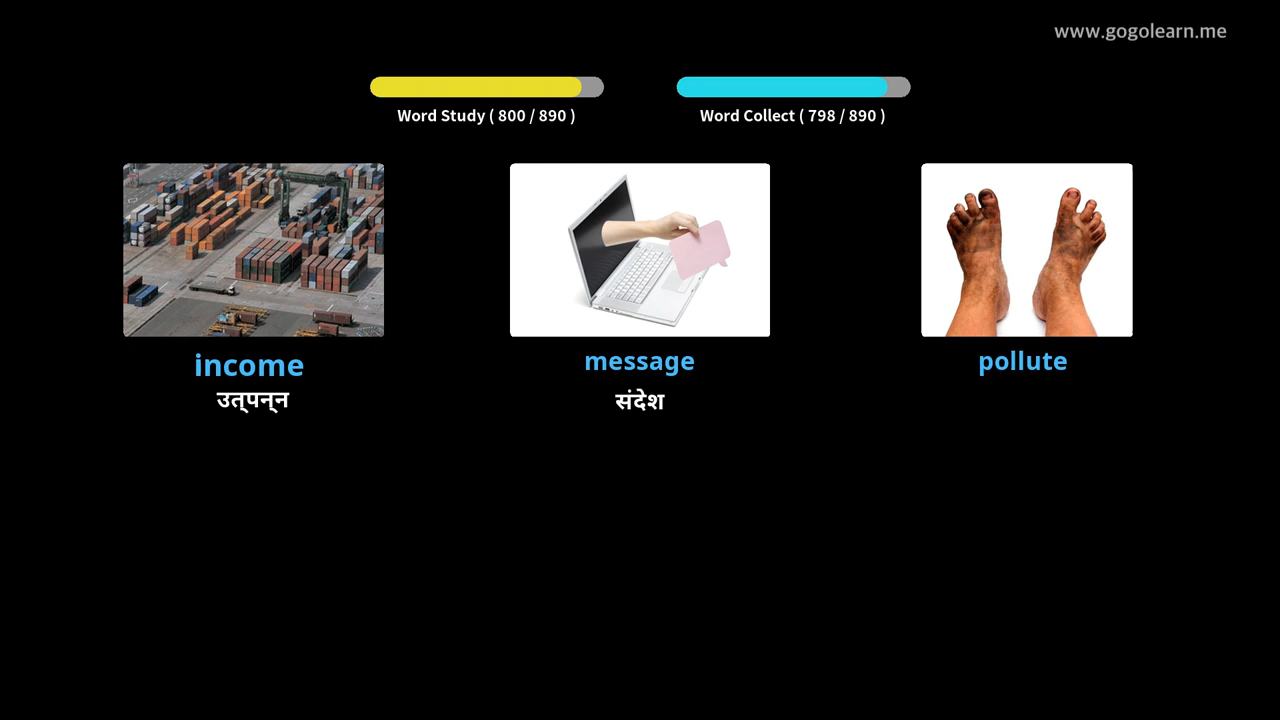 www.gogolearn.me
Word Study ( 800 / 890 )
Word Collect ( 798 / 890 )
income
message
pollute
उत्‌पन्‌न
संदेश